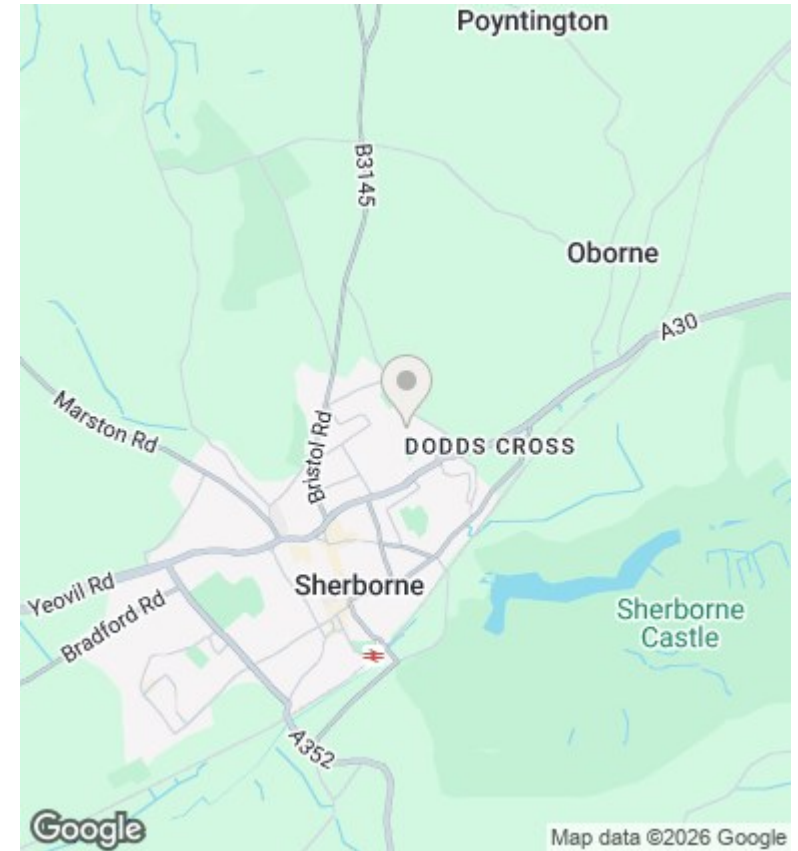 Poyntington
B3145
Oborne
A30
Marston Rd
Bristol Rd
DODDS CROSS
Yeovil Rd
Sherborne
Bradford Rd
Sherborne
Castle
A352
Google
Map data ©2026 Google